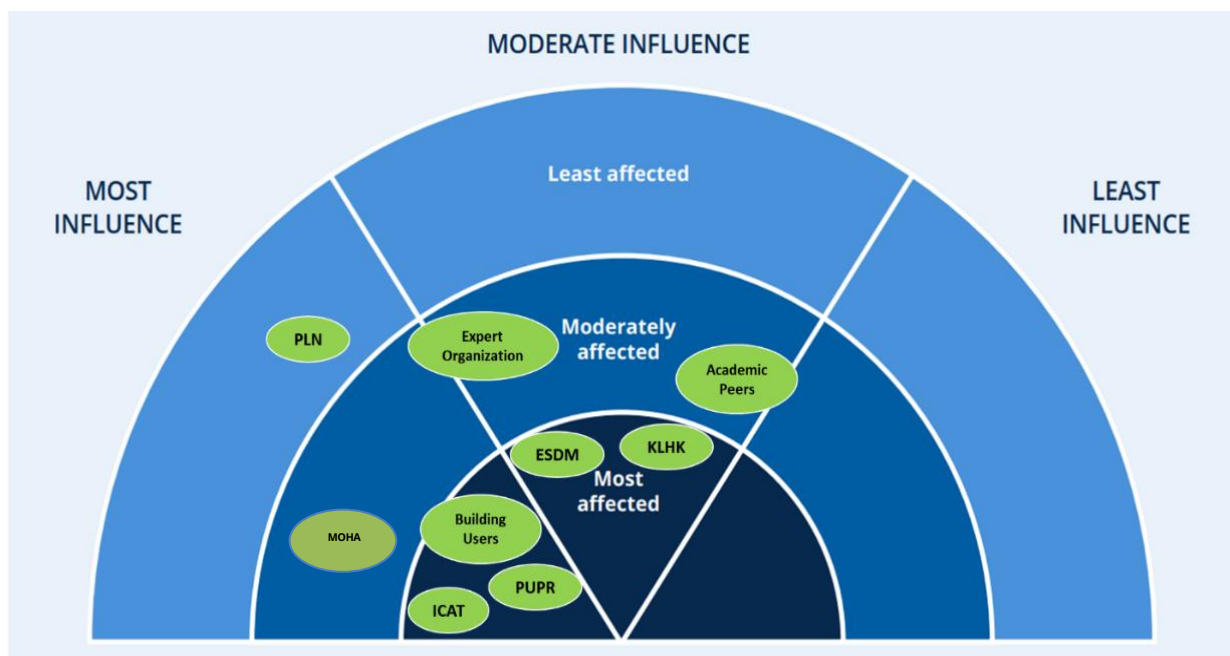 MODERATE INFLUENCE
MOST
INFLUENCE
LEAST
INFLUENCE
Least affected
Moderately
affected
Most
affected
PLN
Expert
Organization
Academic
Peers
ESDM
KLHK
MOHA
Building
Users
PUPR
ICAT